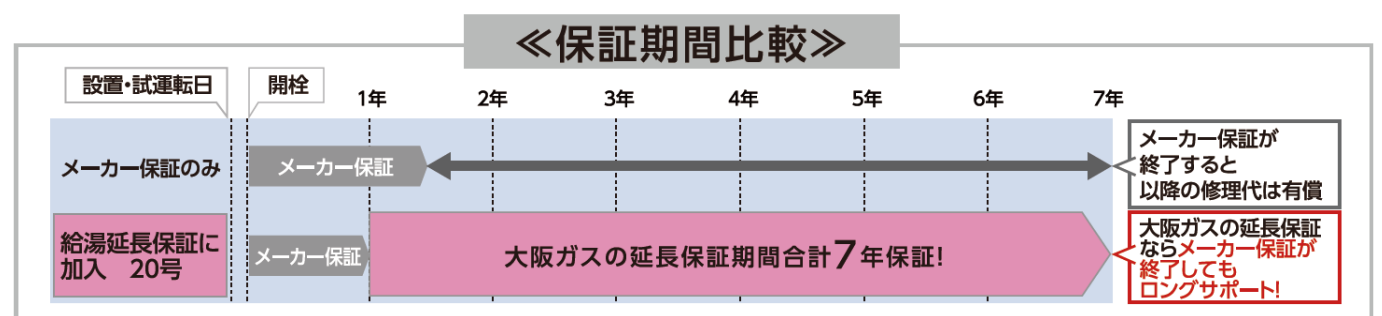 ≪保証期間比較≫
設置・試運転日
開栓
1年
2年
3年
4年
5年
6年
7年
メーカー保証のみ
メーカー保証
メーカー保証が
終了すると
以降の修理代は有償
給湯延長保証に
加入　20号
メーカー保証
大阪ガスの延長保証期間合計7年保証!
大阪ガスの延長保証
ならメーカー保証が
終了しても
ロングサポート!